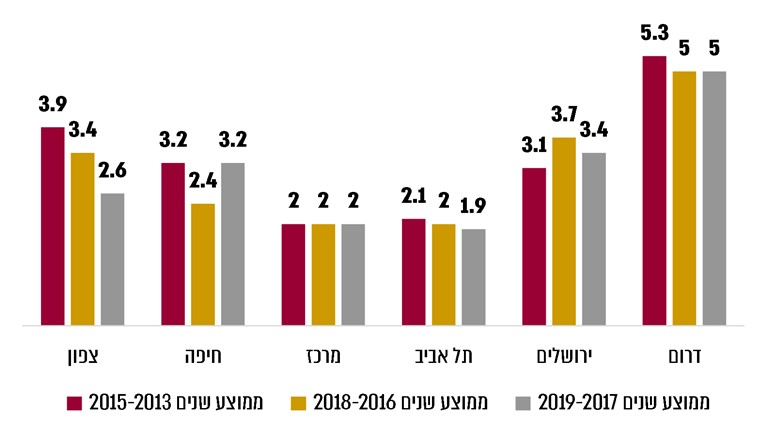 3.9 3.4 2.6
3.2 2.4 3.2
2 2 2
2.1 2 1.9
3.1 3.7 3.4
5.3 5 5
צפון חיפה מרכז תל אביב ירושלים דרום
ממוצע שנים 2015-2013 ממוצע שנים 2018-2016 ממוצע שנים 2019-2017